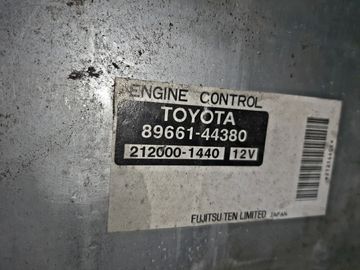 ENGINE CONTROL
TOYOTA
89661-44380
212000-1440 12V
FUJITSU TEN LIMITED JAPAN